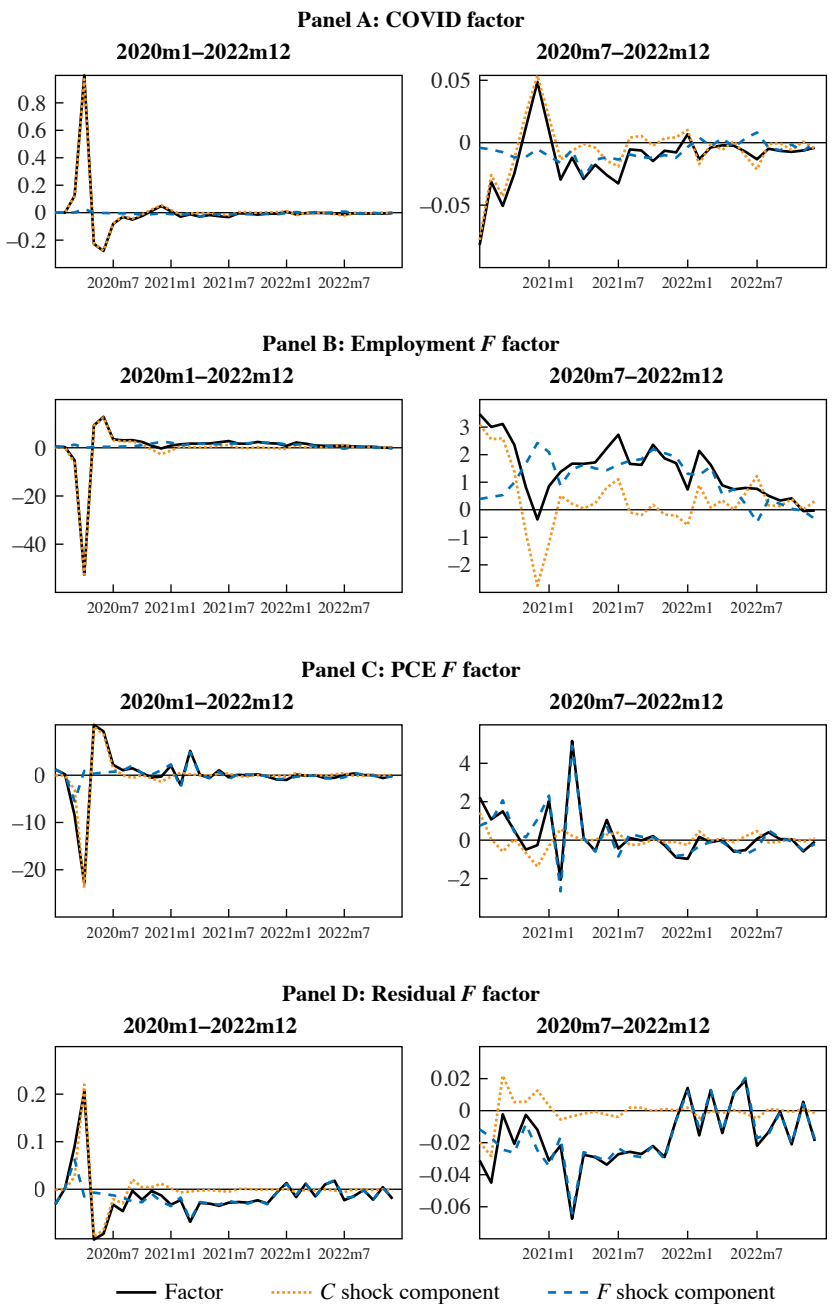 Panel A: COVID factor
2020m1–2022m12
2020m7–2022m12
0.8
0.6
0.4
0.2
0
–0.2
2020m7 2021m1 2021m7 2022m1 2022m7
0.05
0
–0.05
2021m1 2021m7 2022m1 2022m7
Panel B: Employment F factor
2020m1–2022m12
2020m7–2022m12
0
–20
–40
2020m7 2021m1 2021m7 2022m1 2022m7
3
2
1
0
–1
–2
2021m1 2021m7 2022m1 2022m7
Panel C: PCE F factor
2020m1–2022m12
2020m7–2022m12
0
–10
–20
2020m7 2021m1 2021m7 2022m1 2022m7
4
2
0
–2
2021m1 2021m7 2022m1 2022m7
Panel D: Residual F factor
2020m1–2022m12
2020m7–2022m12
0.2
0.1
0
2020m7 2021m1 2021m7 2022m1 2022m7
0.02
0
–0.02
–0.04
–0.06
2021m1 2021m7 2022m1 2022m7
Factor
C shock component
F shock component